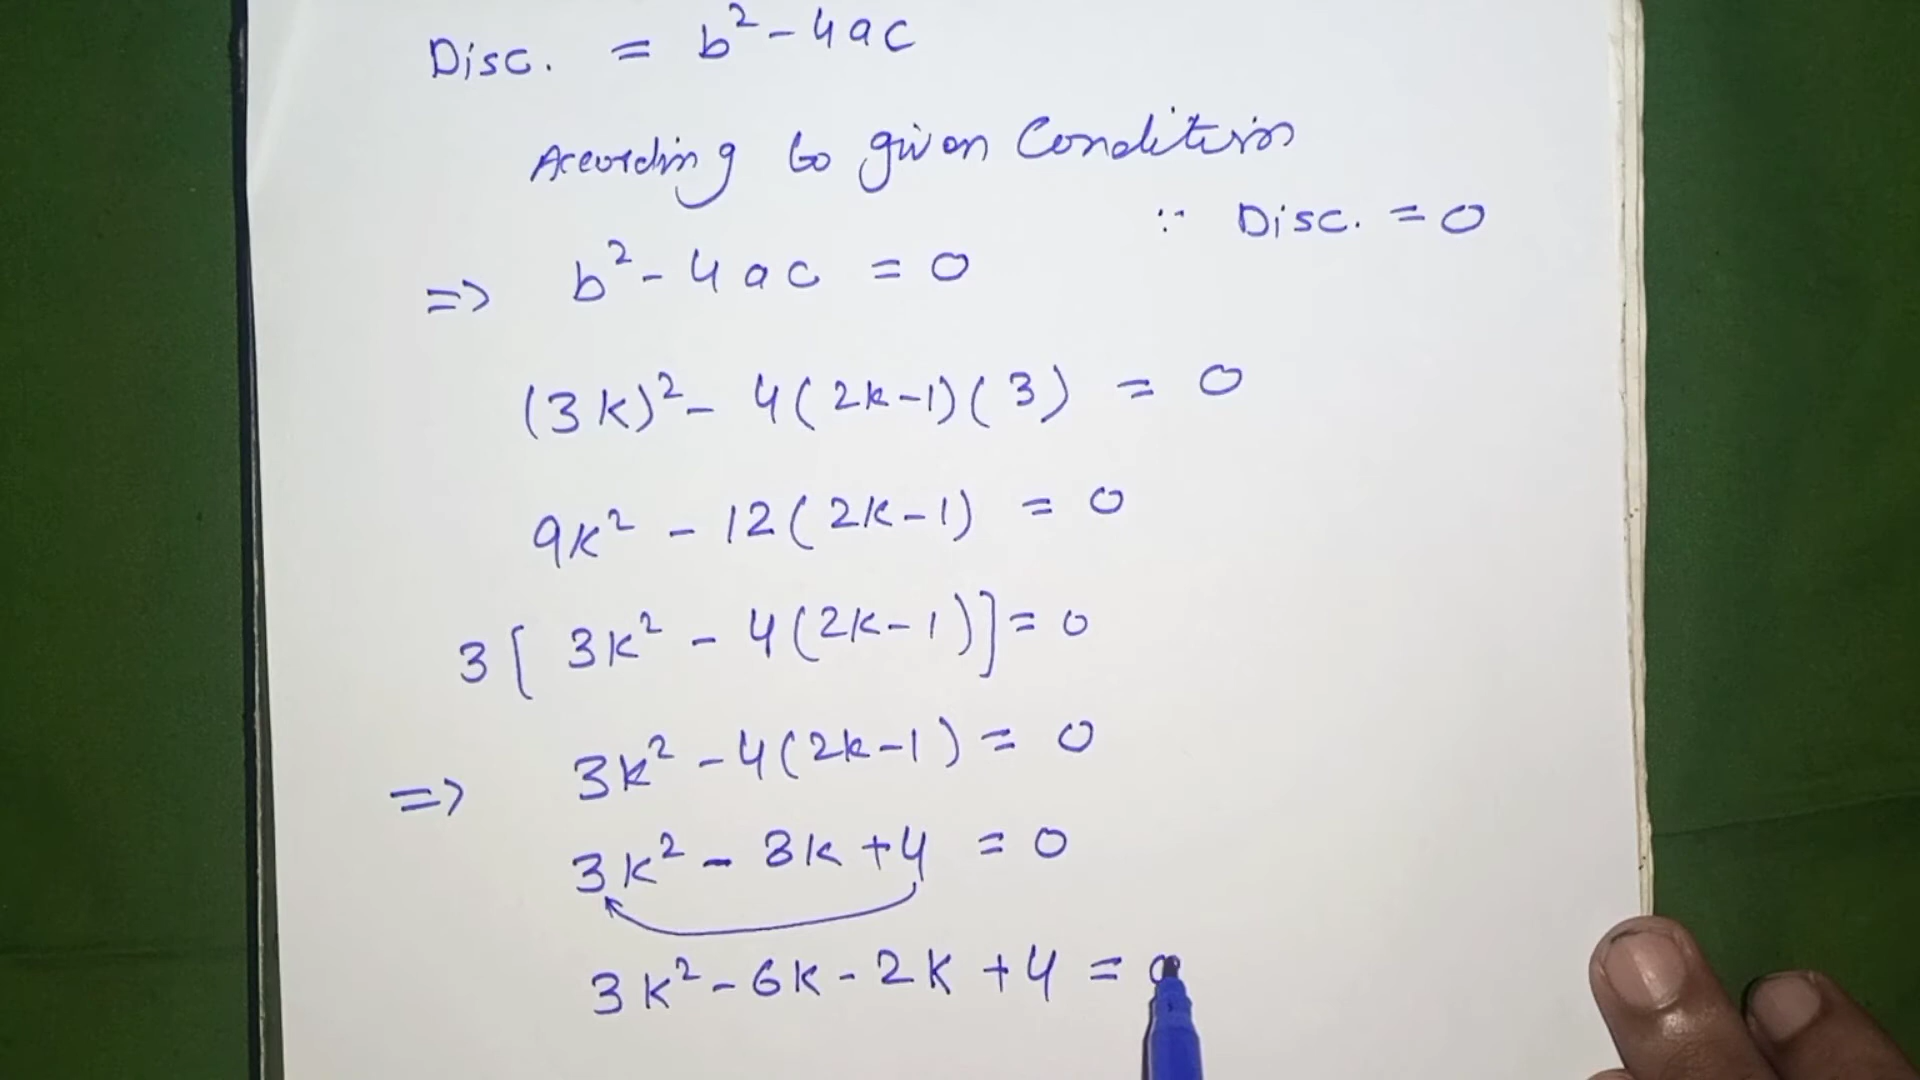 Disc. = b² - 4ac
According to given Condition
∵ Disc. = 0
=> b² - 4ac = 0
(3k)² - 4(2k-1)(3) = 0
9k² - 12(2k-1) = 0
3[3k² - 4(2k-1)] = 0
=> 3k² - 4(2k-1) = 0
3k² - 8k + 4 = 0
3k² - 6k - 2k + 4 = 0